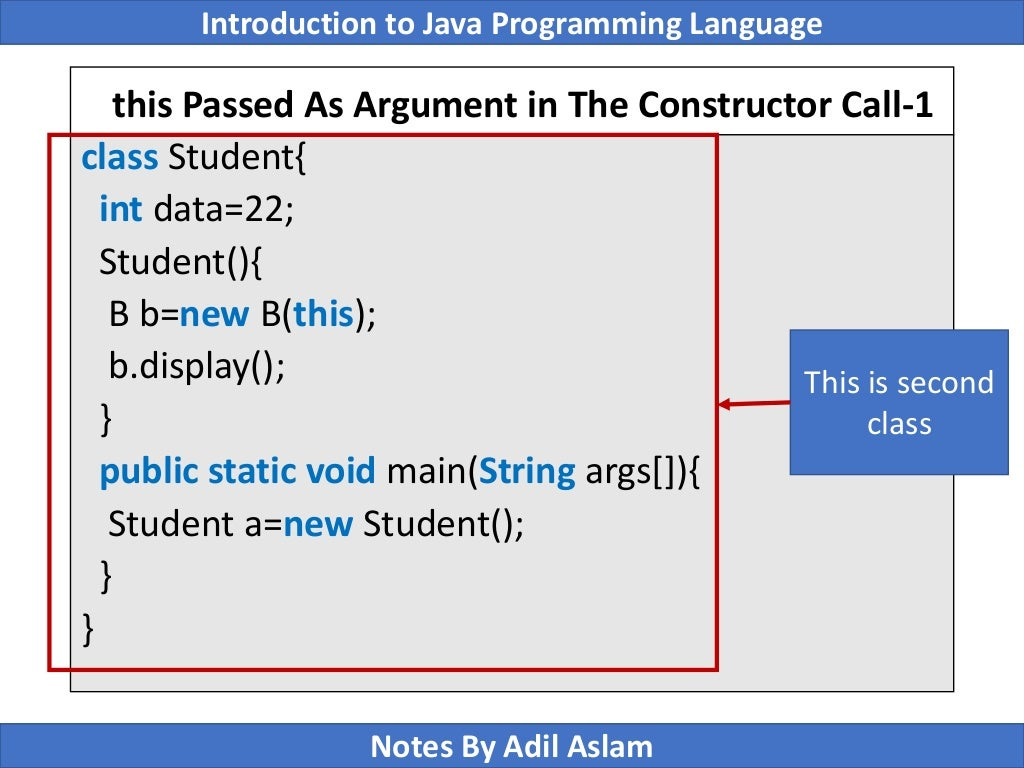 Introduction to Java Programming Language
this Passed As Argument in The Constructor Call-1
class Student{
int data=22;
Student(){
B b=new B(this);
b.display();
}
public static void main(String args[]){
Student a=new Student();
}
}
This is second
class
Notes By Adil Aslam